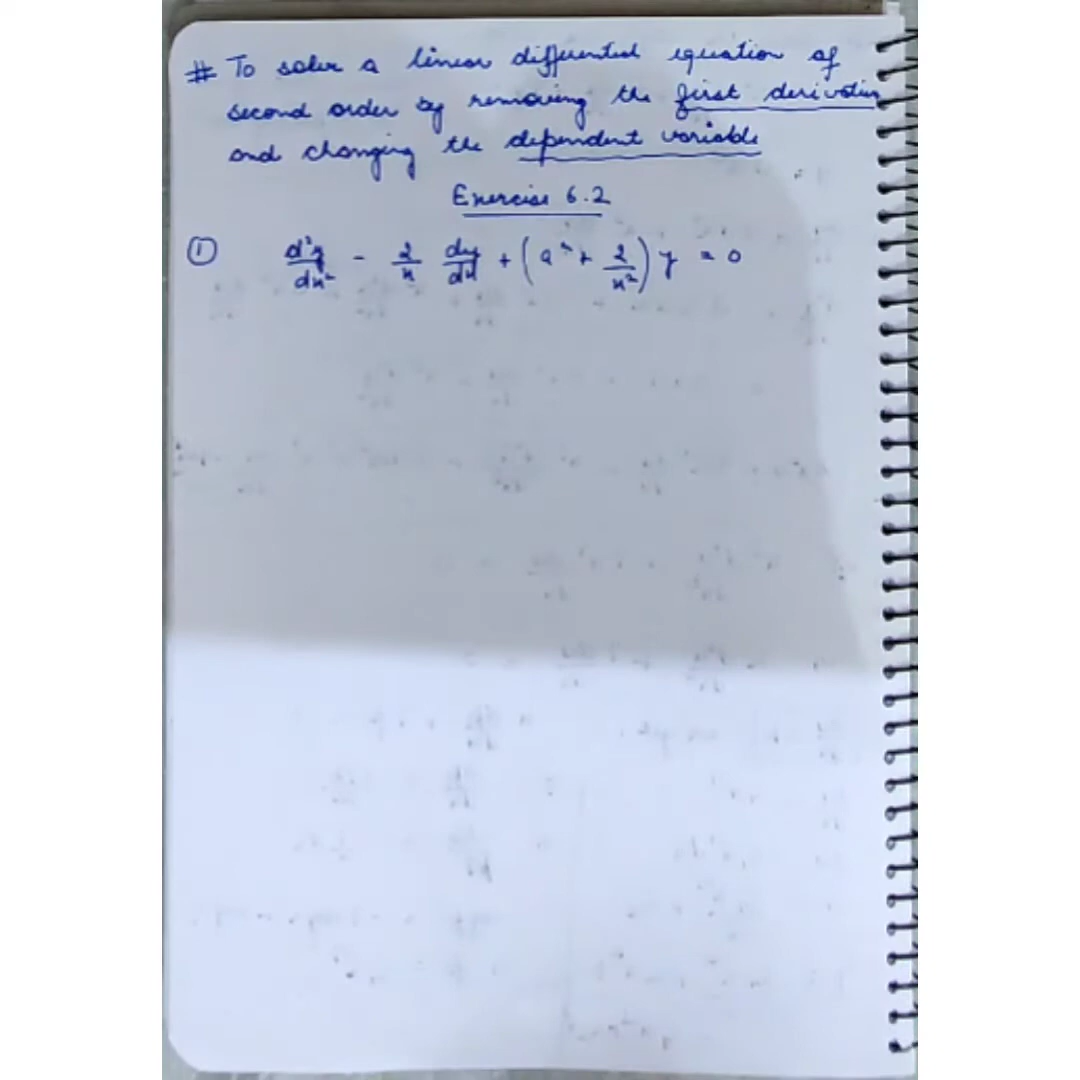 # To solve a linear differential equation of
second order by removing the first derivative
and changing the dependent variable
Exercise 6.2
① d²y/dx² - 2/x dy/dx + (a² + 2/x²) y = 0